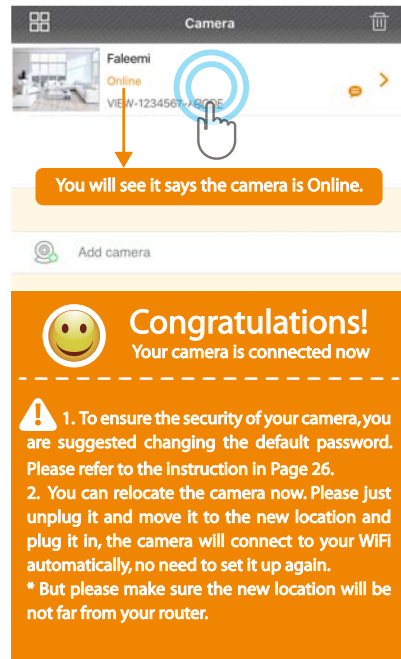 Camera
Faleemi
Online
VIEW-1234567-ABCDE
You will see it says the camera is Online.
Add camera
Congratulations!
Your camera is connected now
1. To ensure the security of your camera,you
are suggested changing the default password.
Please refer to the instruction in Page 26.
2. You can relocate the camera now. Please just
unplug it and move it to the new location and
plug it in, the camera will connect to your WiFi
automatically, no need to set it up again.
* But please make sure the new location will be
not far from your router.